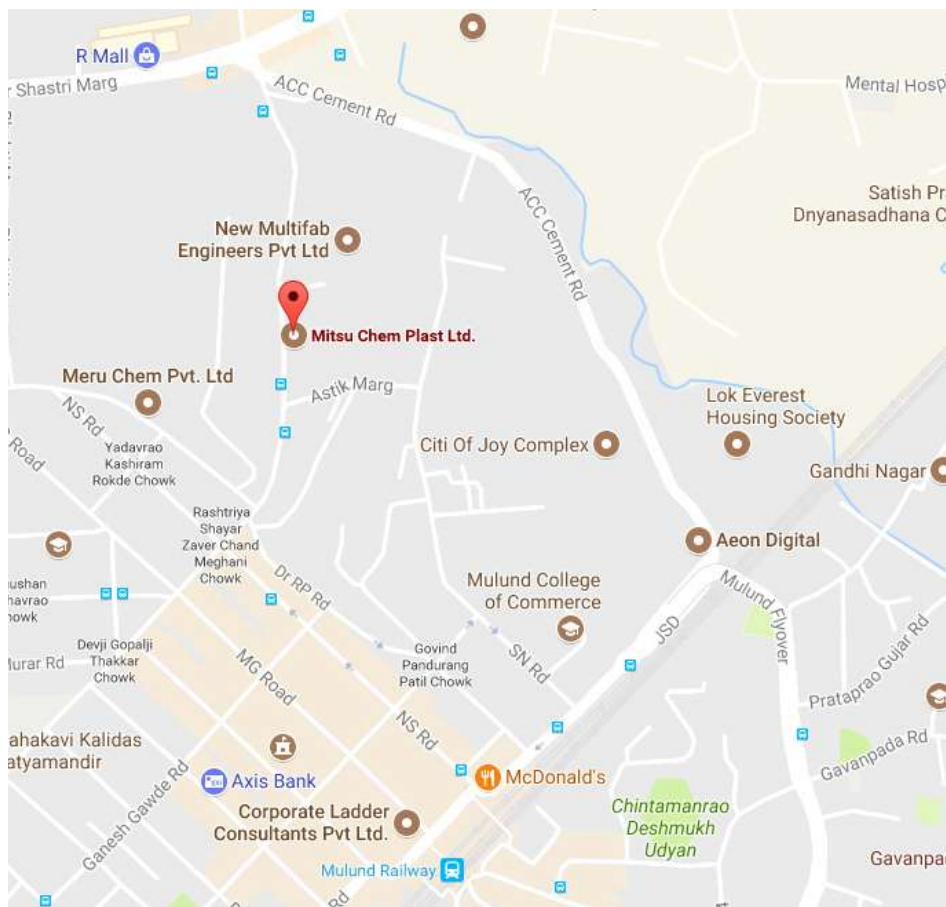 R Mall
r Shastri Marg
ACC Cement Rd
Mental Hosp
ACC Cement Rd
Satish Pr
Dnyanasadhana C
New Multifab
Engineers Pvt Ltd
Mitsu Chem Plast Ltd.
Meru Chem Pvt. Ltd
Astik Marg
NS Rd
Road
Yadavrao
Kashiram
Rokde Chowk
Citi Of Joy Complex
Lok Everest
Housing Society
Gandhi Nagar
Rashtriya
Shayar
Zaver Chand
Meghani
Chowk
Aeon Digital
Dr RP Rd
Mulund College
of Commerce
Mulund Flyover
ushan
havrao
howk
JSD
Devji Gopalji
Thakkar
Chowk
Murar Rd
MG Road
Govind
Pandurang
Patil Chowk
SN Rd
Prataprao Gujar Rd
NS Rd
ahakavi Kalidas
atyamandir
Gavanpada Rd
Axis Bank
McDonald's
Ganesh Gawde Rd
Corporate Ladder
Consultants Pvt Ltd.
Chintamanrao
Deshmukh
Udyan
Mulund Railway
Gavanpad
Rd